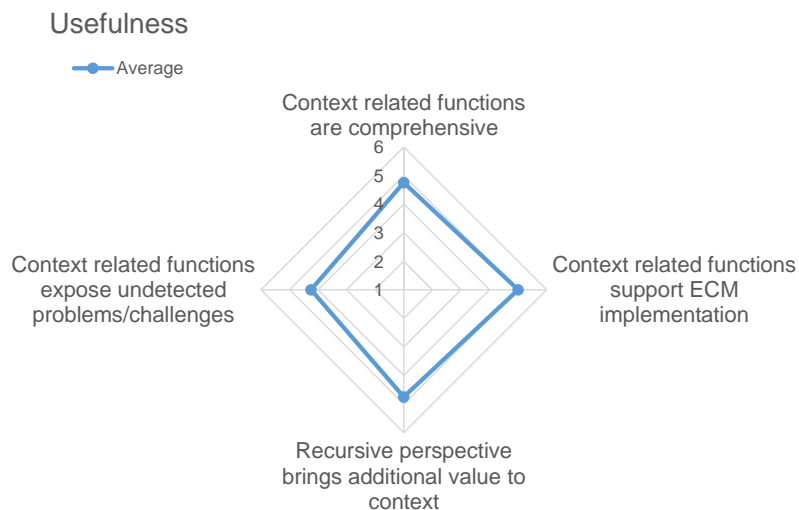 Usefulness
Average
Context related functions
are comprehensive
6
5
4
3
2
1
Context related functions
expose undetected
problems/challenges
Context related functions
support ECM
implementation
Recursive perspective
brings additional value to
context